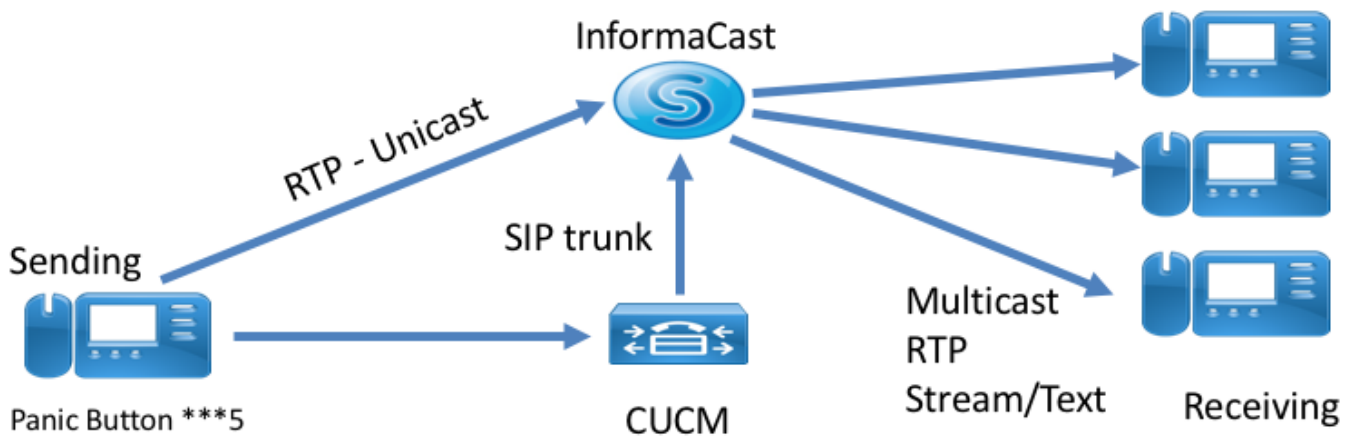 InformaCast
RTP - Unicast
SIP trunk
Sending
Panic Button ***5
CUCM
Multicast
RTP
Stream/Text
Receiving